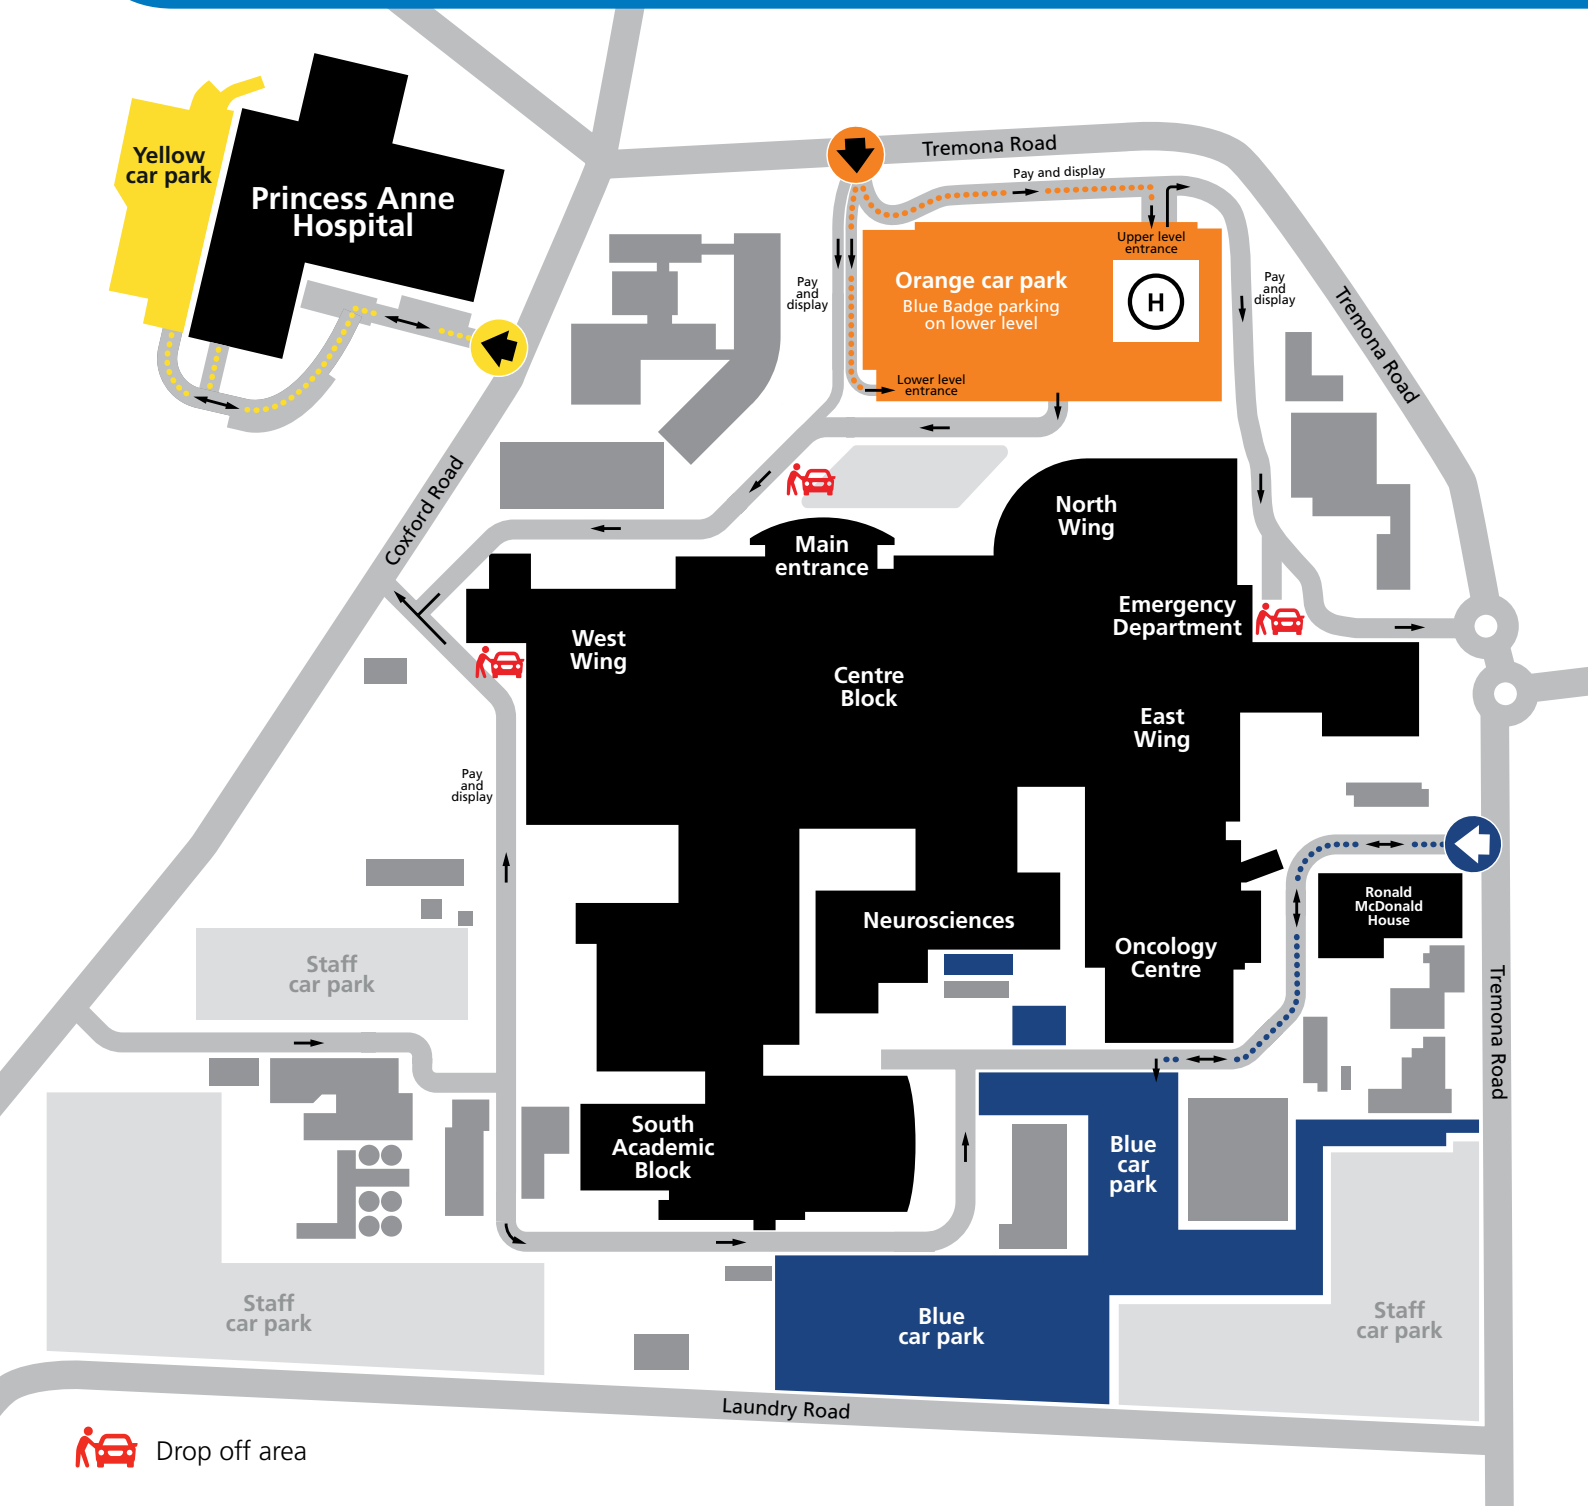 Tremona Road
Pay and display
Yellow
car park
Princess Anne
Hospital
Upper level
entrance
Orange car park
Blue Badge parking
on lower level
H
Pay
and
display
Pay
and
display
Tremona Road
Lower level
entrance
Coxford Road
North
Wing
Main
entrance
Emergency
Department
West
Wing
Centre
Block
East
Wing
Pay
and
display
Ronald
McDonald
House
Neurosciences
Oncology
Centre
Staff
car park
Tremona Road
South
Academic
Block
Blue
car
park
Staff
car park
Blue
car park
Staff
car park
Laundry Road
Drop off area